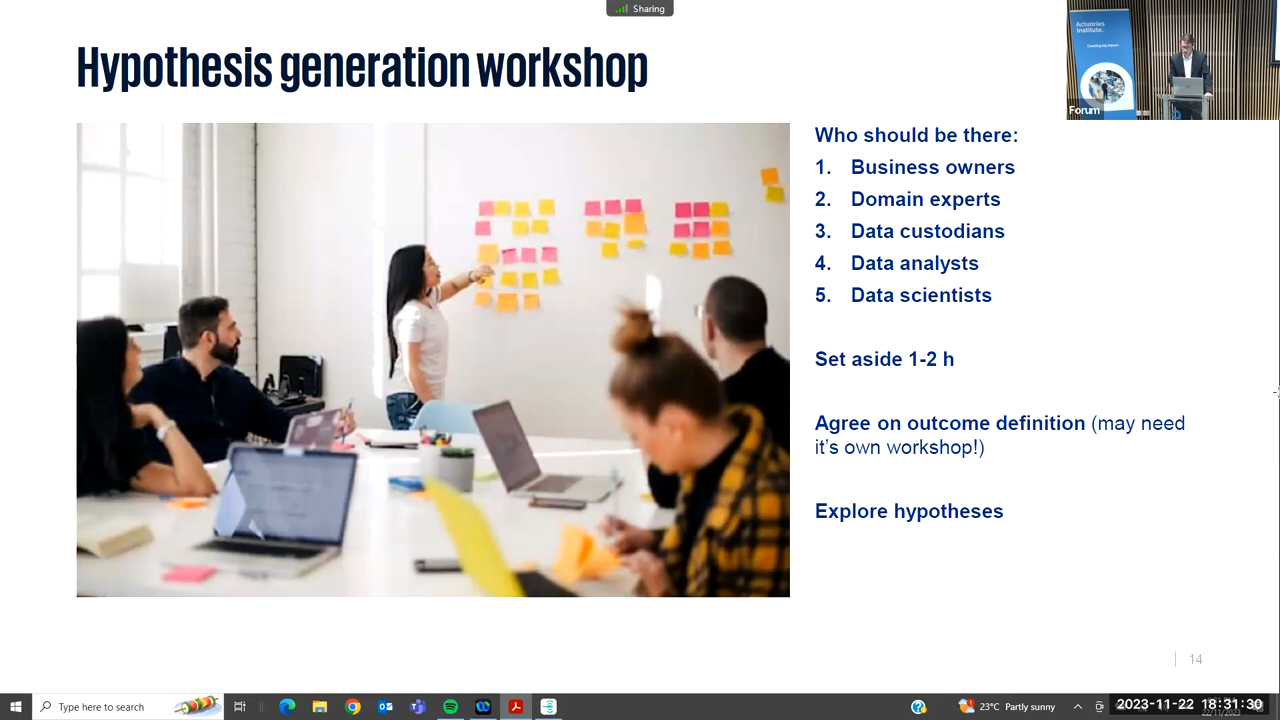 Sharing
Hypothesis generation workshop
Actuaries
Institute.
Forum
Who should be there:
1. Business owners
2. Domain experts
3. Data custodians
4. Data analysts
5. Data scientists
Set aside 1-2 h
Agree on outcome definition (may need
it's own workshop!)
Explore hypotheses
14
Type here to search
23°C Partly sunny
2023-11-22 18:31:30